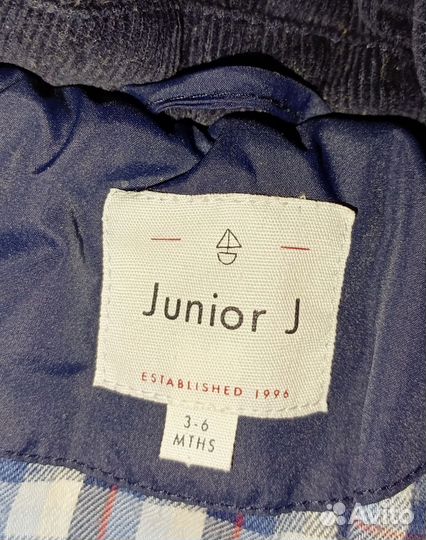 Junior J
ESTABLISHED 1996
3-6
MTHS
Avito